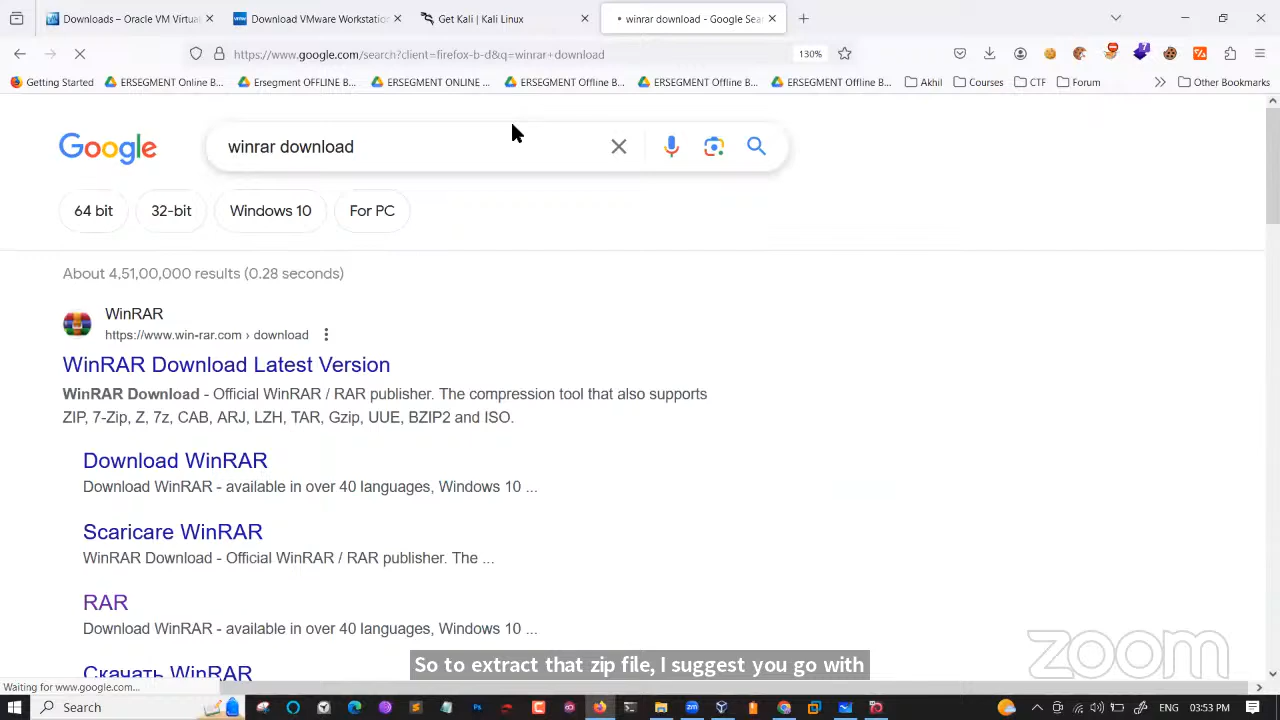 Downloads – Oracle VM Virtual
Download VMware Workstation
Get Kali | Kali Linux
winrar download - Google Sea
https://www.google.com/search?client=firefox-b-d&q=winrar+download
130%
Getting Started
ERSEGMENT Online B...
Ersegment OFFLINE B...
ERSEGMENT ONLINE ...
ERSEGMENT Offline B...
ERSEGMENT Offline B...
ERSEGMENT Offline B...
Akhil
Courses
CTF
Forum
Other Bookmarks
Google
winrar download
64 bit
32-bit
Windows 10
For PC
About 4,51,00,000 results (0.28 seconds)
WinRAR
https://www.win-rar.com › download
WinRAR Download Latest Version
WinRAR Download - Official WinRAR / RAR publisher. The compression tool that also supports
ZIP, 7-Zip, Z, 7z, CAB, ARJ, LZH, TAR, Gzip, UUE, BZIP2 and ISO.
Download WinRAR
Download WinRAR - available in over 40 languages, Windows 10 ...
Scaricare WinRAR
WinRAR Download - Official WinRAR / RAR publisher. The ...
RAR
Download WinRAR - available in over 40 languages, Windows 10 ...
Скачать WinRAR
So to extract that zip file, I suggest you go with
zoom
Waiting for www.google.com...
Search
ENG
03:53 PM